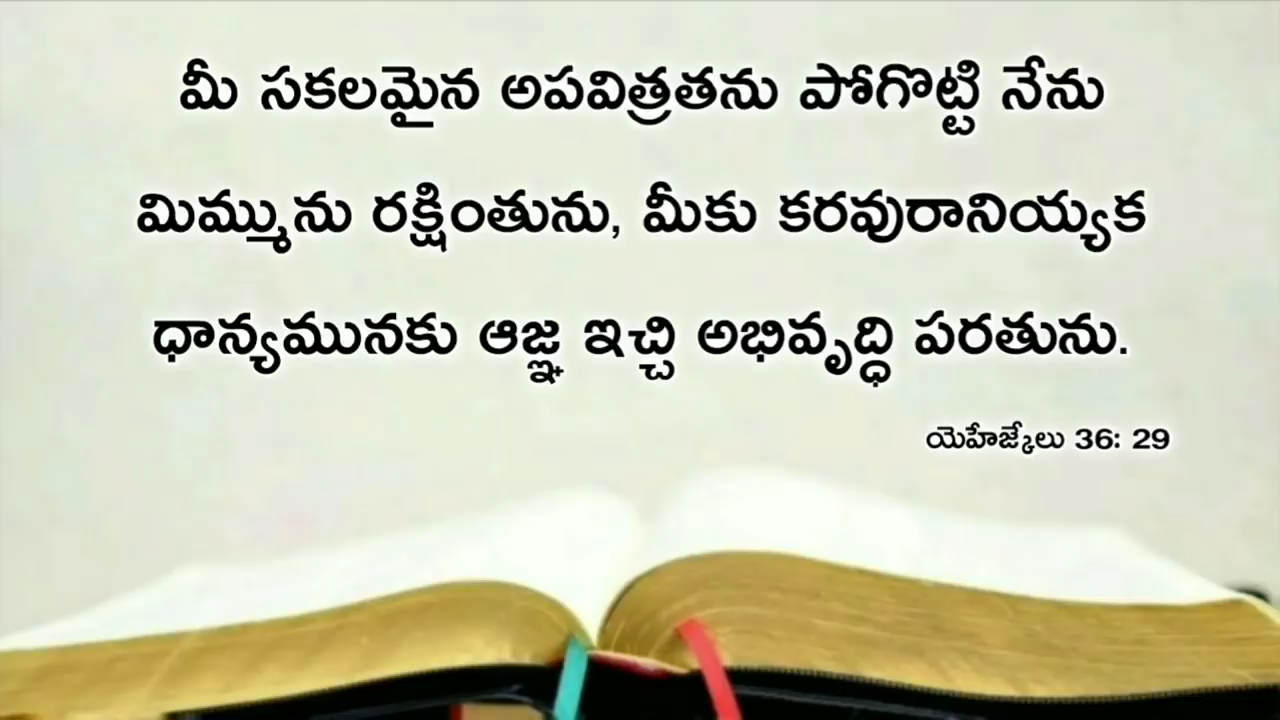 మీ సకలమైన అపవిత్రతను పోగొట్టి నేను
మిమ్మును రక్షింతును, మీకు కరవురానియ్యక
ధాన్యమునకు ఆజ్ఞ ఇచ్చి అభివృద్ధి పరతును.
యెహేజ్కేలు 36: 29